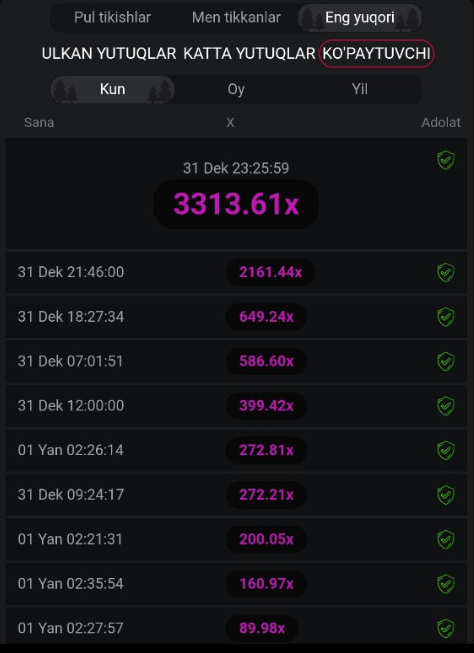 Pul tikishlar Men tikkanlar Eng yuqori
ULKAN YUTUQLAR KATTA YUTUQLAR KO'PAYTUVCHI
Kun Oy Yil
Sana X Adolat
31 Dek 23:25:59
3313.61x
31 Dek 21:46:00 2161.44x
31 Dek 18:27:34 649.24x
31 Dek 07:01:51 586.60x
31 Dek 12:00:00 399.42x
01 Yan 02:26:14 272.81x
31 Dek 09:24:17 272.21x
01 Yan 02:21:31 200.05x
01 Yan 02:35:54 160.97x
01 Yan 02:27:57 89.98x